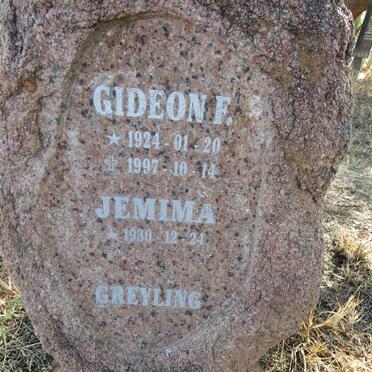 GIDEON F.
★ 1924-01-20
✝ 1997-10-14
JEMIMA
★ 1930-12-24
GREYLING